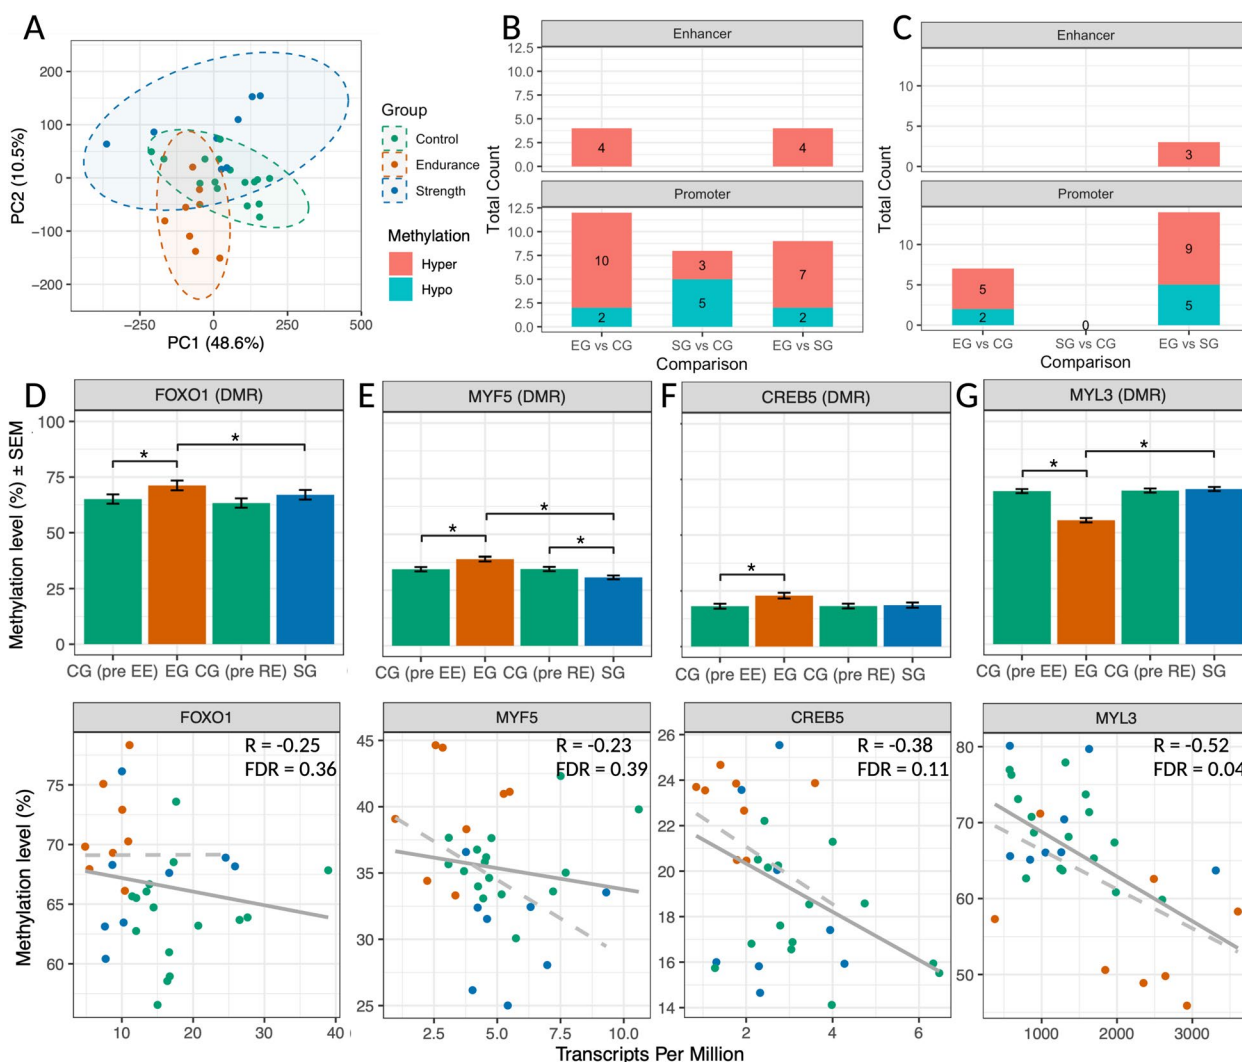 A
PC2 (10.5%)
200
100
0
−100
−200
−250
0
250
500
PC1 (48.6%)
Group
Control
Endurance
Strength
Methylation
Hyper
Hypo
B
Enhancer
Total Count
12.5
10.0
7.5
5.0
2.5
0.0
4
4
Promoter
12.5
10.0
7.5
5.0
2.5
0.0
10
2
3
5
7
2
EG vs CG
SG vs CG
EG vs SG
Comparison
C
Enhancer
Total Count
10
5
0
3
Promoter
10
5
0
5
2
0
9
5
EG vs CG
SG vs CG
EG vs SG
Comparison
D
FOXO1 (DMR)
Methylation level (%) ± SEM
100
75
50
25
0
*
*
CG (pre EE)
EG
CG (pre RE)
SG
E
MYF5 (DMR)
*
*
*
CG (pre EE)
EG
CG (pre RE)
SG
F
CREB5 (DMR)
*
CG (pre EE)
EG
CG (pre RE)
SG
G
MYL3 (DMR)
*
*
CG (pre EE)
EG
CG (pre RE)
SG
FOXO1
R = -0.25
FDR = 0.36
Methylation level (%)
75
70
65
60
10
20
30
40
MYF5
R = -0.23
FDR = 0.39
45
40
35
30
25
2.5
5.0
7.5
10.0
CREB5
R = -0.38
FDR = 0.11
26
24
22
20
18
16
14
2
4
6
MYL3
R = -0.52
FDR = 0.04
80
70
60
50
1000
2000
3000
Transcripts Per Million